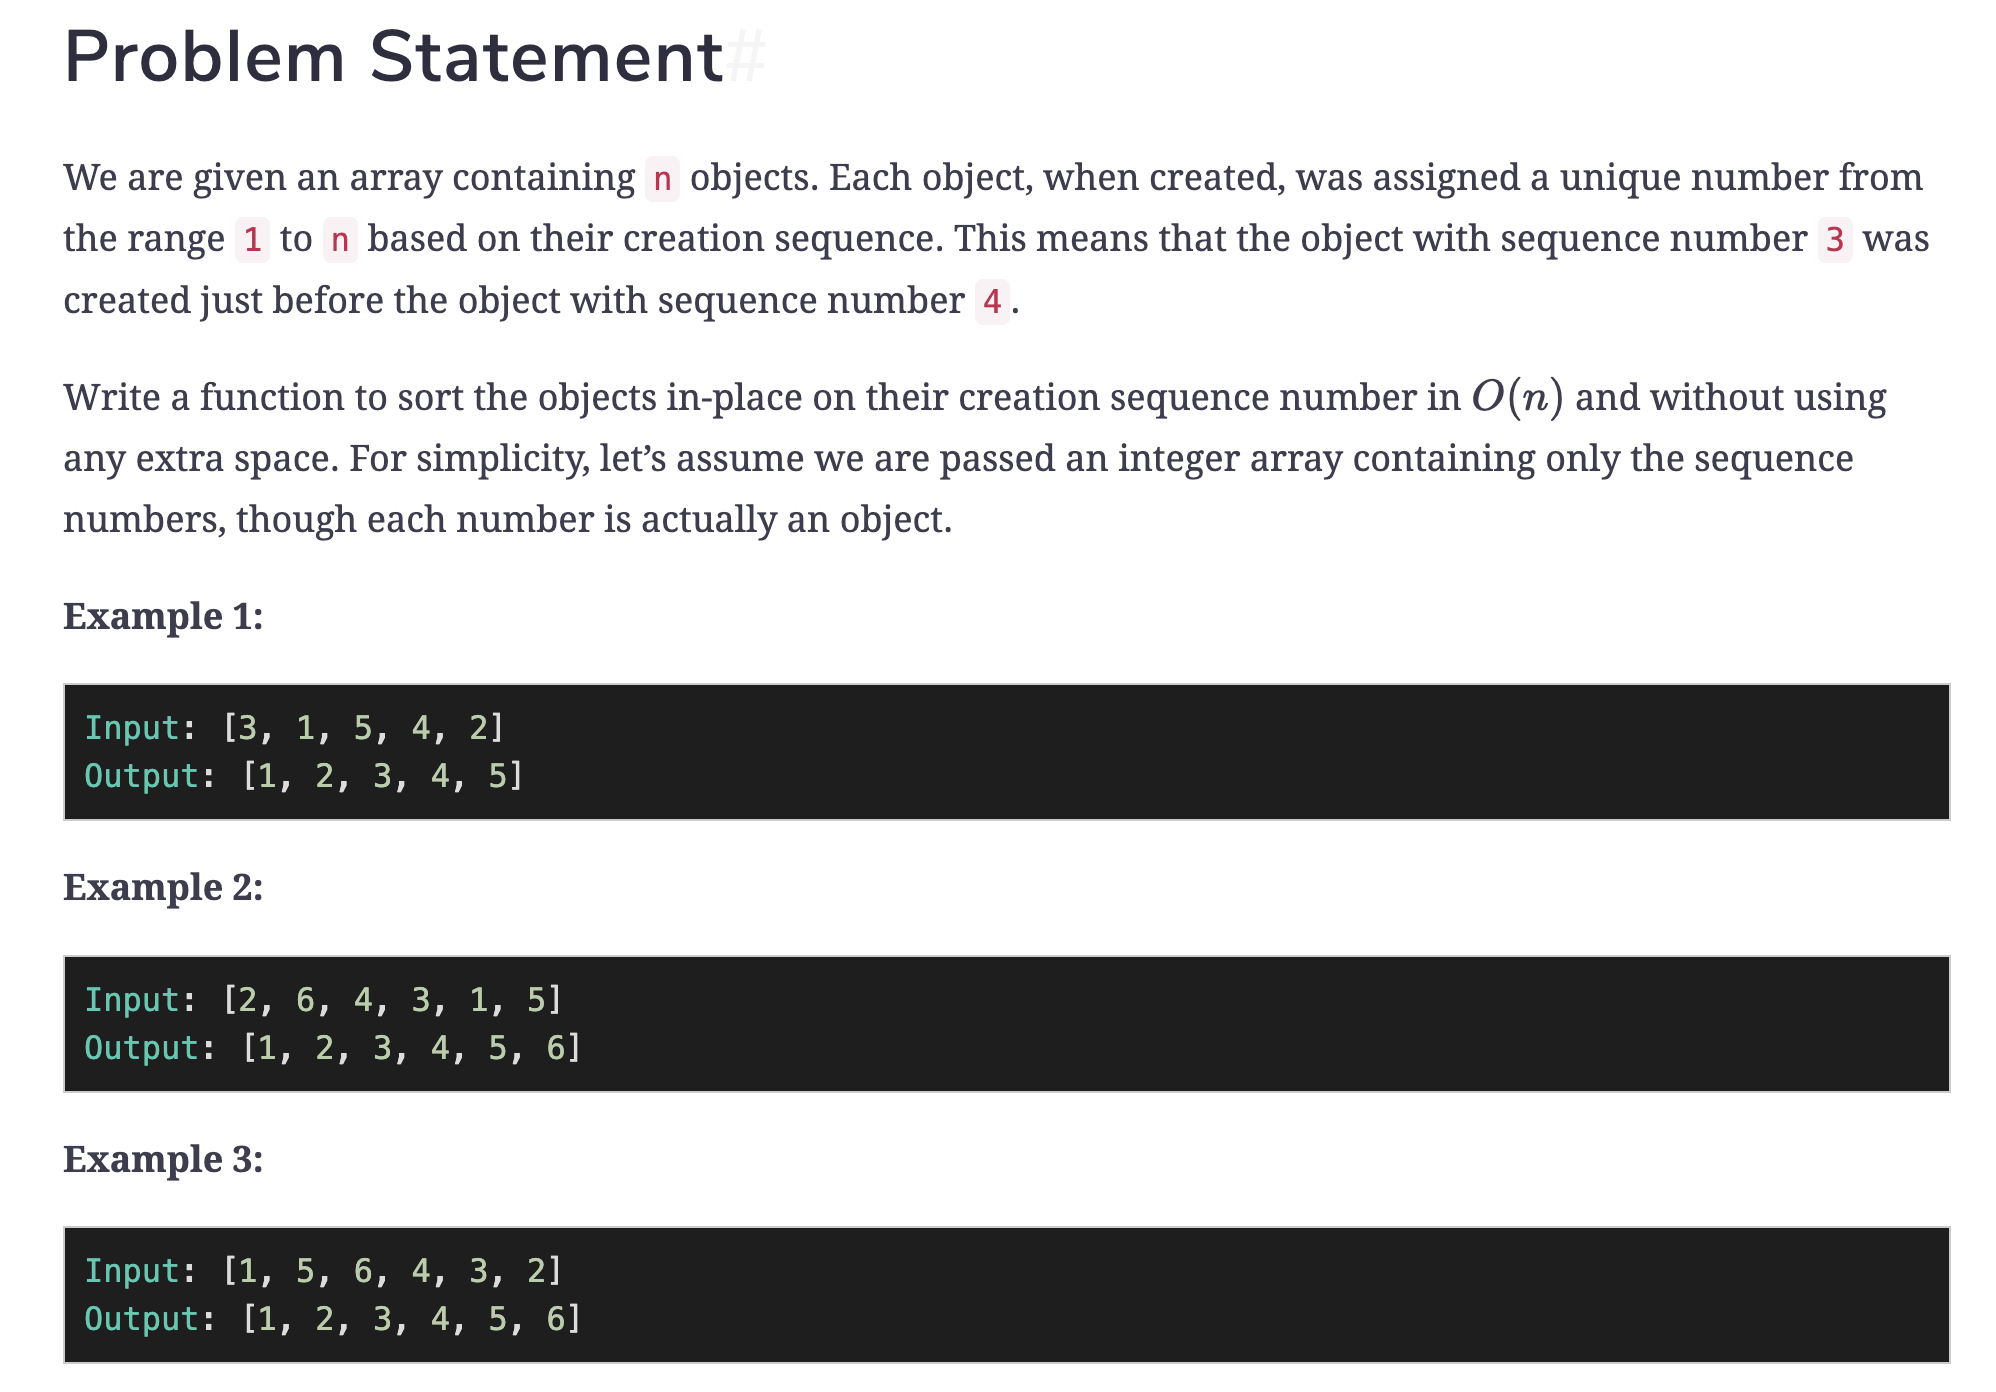 Problem Statement#
We are given an array containing n objects. Each object, when created, was assigned a unique number from
the range 1 to n based on their creation sequence. This means that the object with sequence number 3 was
created just before the object with sequence number 4.
Write a function to sort the objects in-place on their creation sequence number in O(n) and without using
any extra space. For simplicity, let’s assume we are passed an integer array containing only the sequence
numbers, though each number is actually an object.
Example 1:
Input: [3, 1, 5, 4, 2]
Output: [1, 2, 3, 4, 5]
Example 2:
Input: [2, 6, 4, 3, 1, 5]
Output: [1, 2, 3, 4, 5, 6]
Example 3:
Input: [1, 5, 6, 4, 3, 2]
Output: [1, 2, 3, 4, 5, 6]